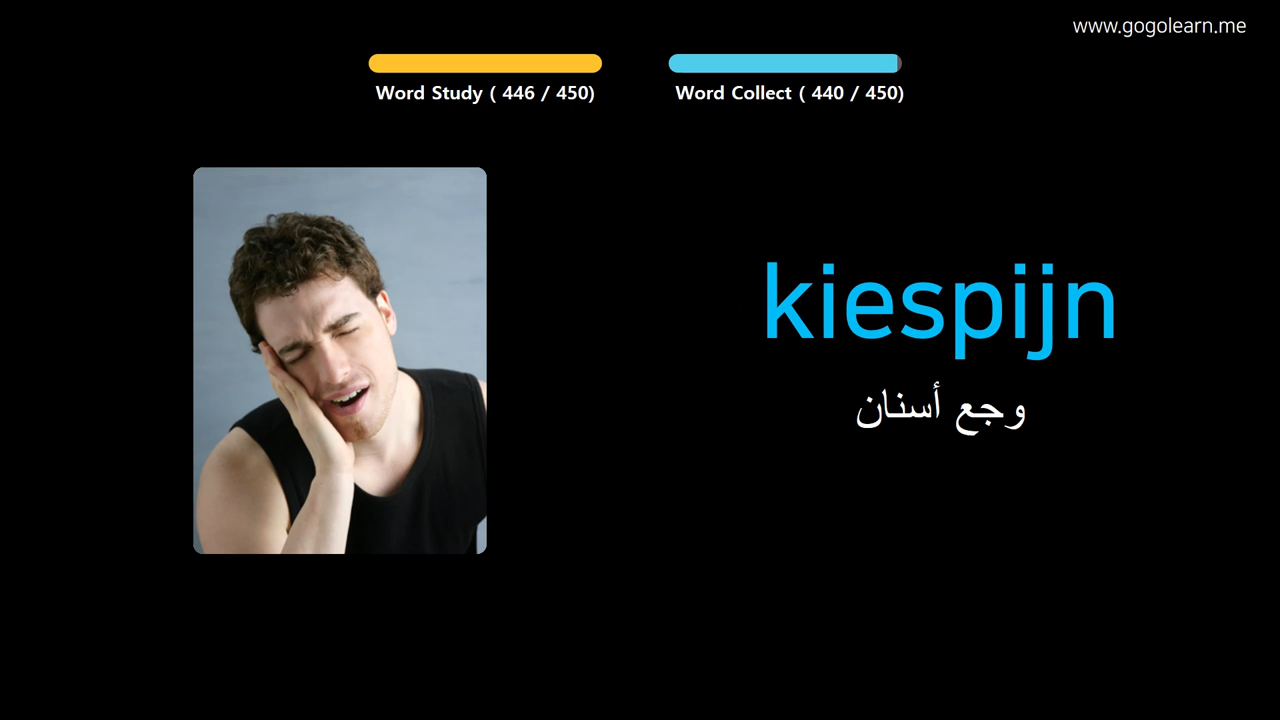 www.gogolearn.me
Word Study ( 446 / 450)
Word Collect ( 440 / 450)
kiespijn
وجع أسنان